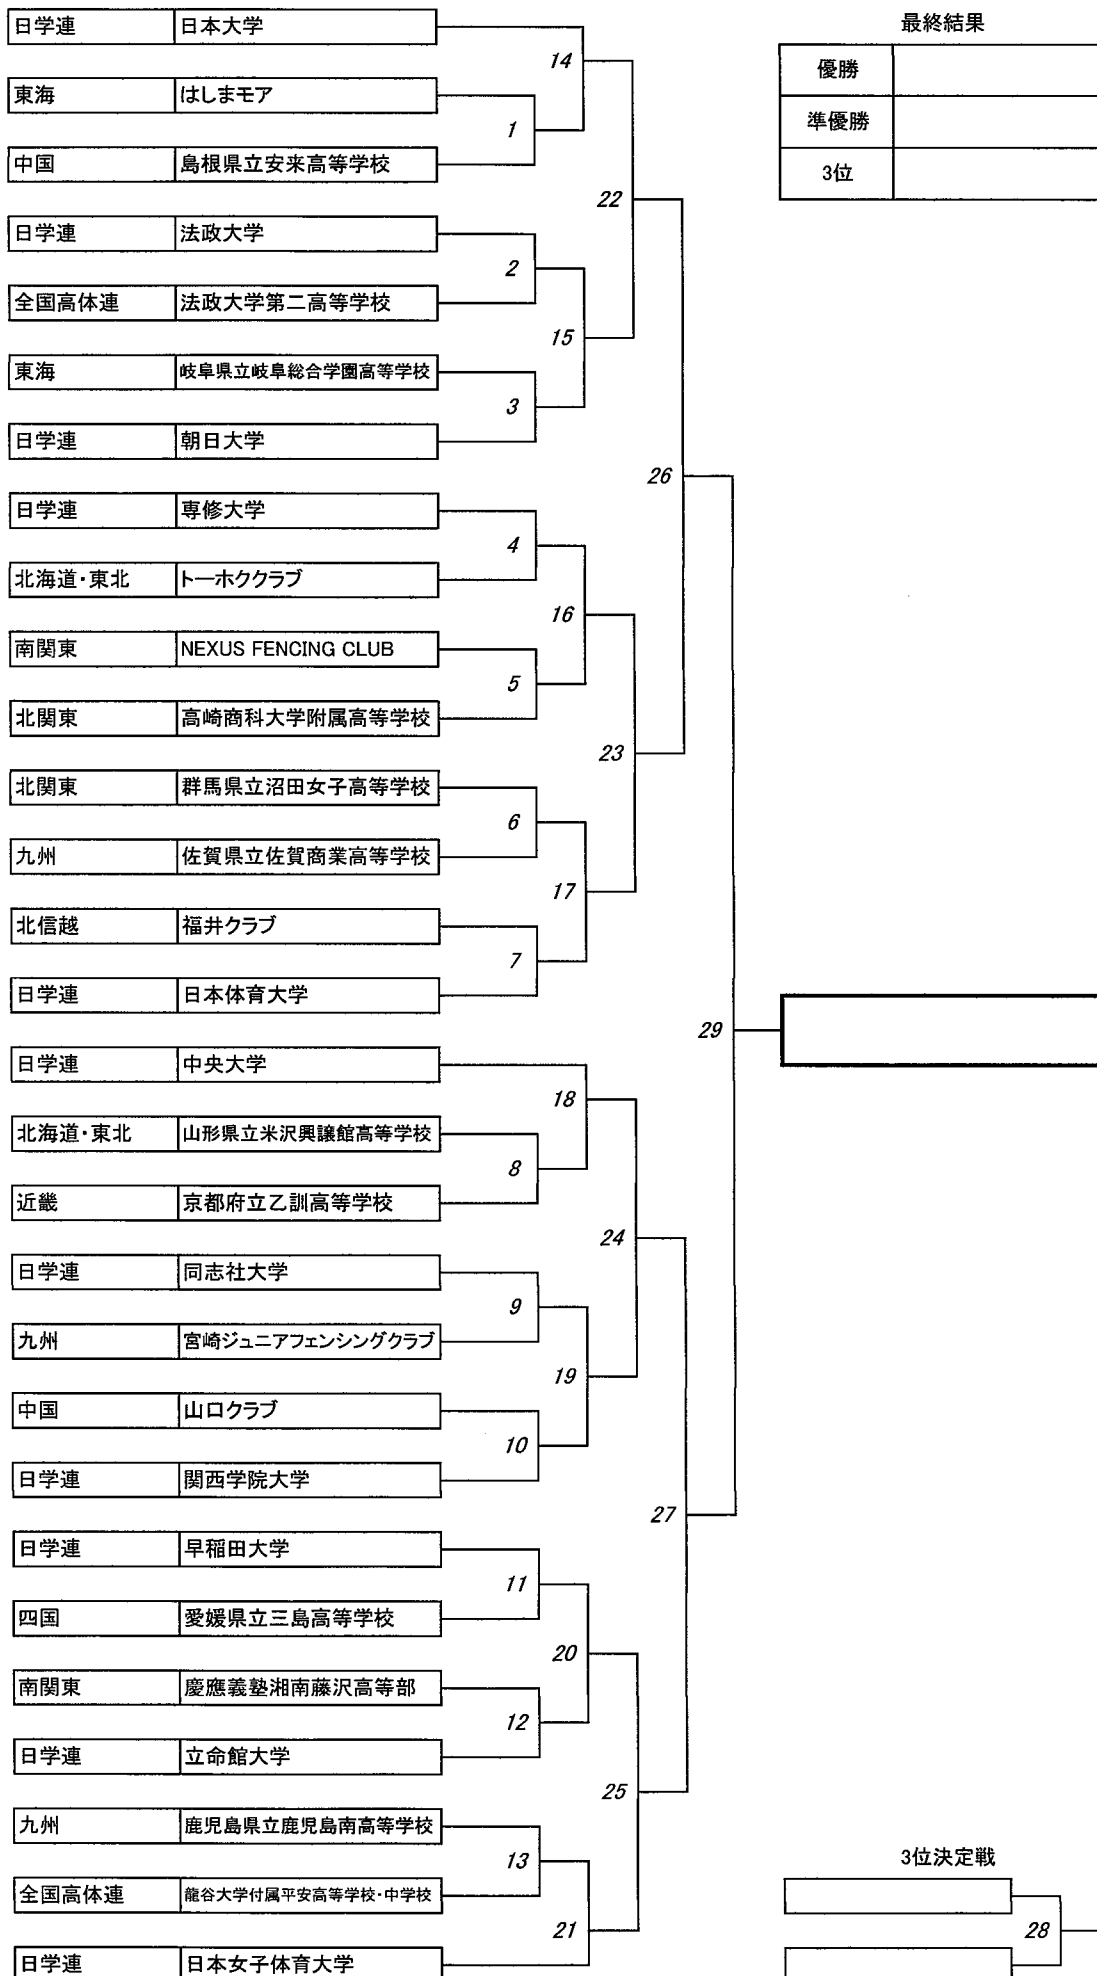 日学連 日本大学
最終結果
14
優勝
東海 はしまモア
準優勝
1
中国 島根県立安来高等学校
3位
22
日学連 法政大学
2
全国高体連 法政大学第二高等学校
15
東海 岐阜県立岐阜総合学園高等学校
3
日学連 朝日大学
26
日学連 専修大学
4
北海道・東北 トーホククラブ
16
南関東 NEXUS FENCING CLUB
5
北関東 高崎商科大学附属高等学校
23
北関東 群馬県立沼田女子高等学校
6
九州 佐賀県立佐賀商業高等学校
17
北信越 福井クラブ
7
日学連 日本体育大学
29
日学連 中央大学
18
北海道・東北 山形県立米沢興譲館高等学校
8
近畿 京都府立乙訓高等学校
24
日学連 同志社大学
9
九州 宮崎ジュニアフェンシングクラブ
19
中国 山口クラブ
10
日学連 関西学院大学
27
日学連 早稲田大学
11
四国 愛媛県立三島高等学校
20
南関東 慶應義塾湘南藤沢高等部
12
日学連 立命館大学
25
九州 鹿児島県立鹿児島南高等学校
13
3位決定戦
全国高体連 龍谷大学付属平安高等学校・中学校
21
28
日学連 日本女子体育大学